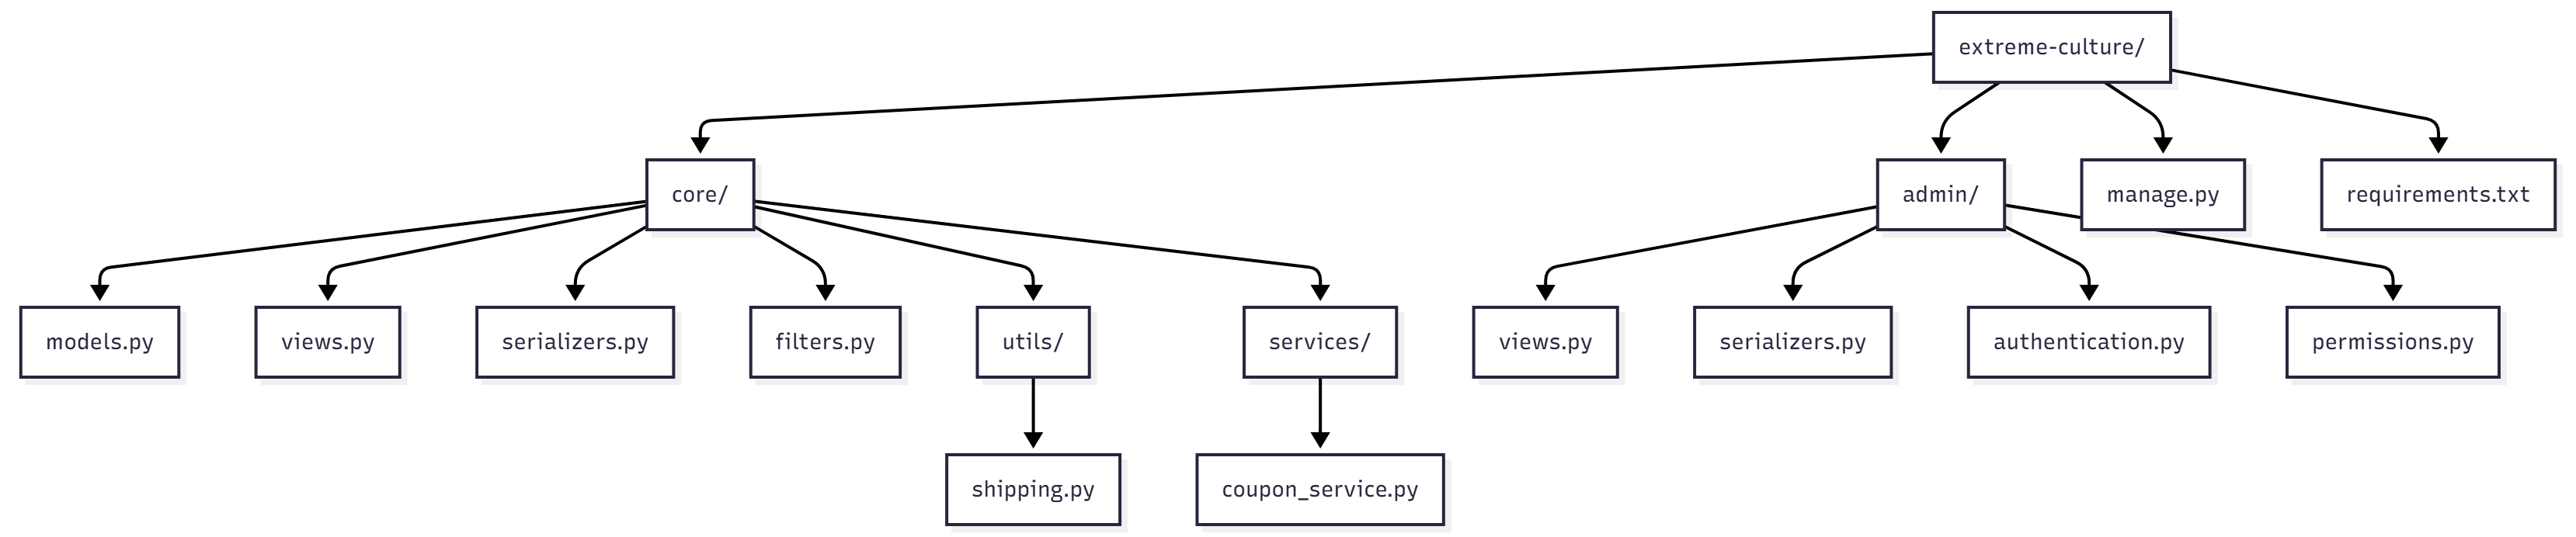 extreme-culture/
core/
admin/
manage.py
requirements.txt
models.py
views.py
serializers.py
filters.py
utils/
services/
views.py
serializers.py
authentication.py
permissions.py
shipping.py
coupon_service.py